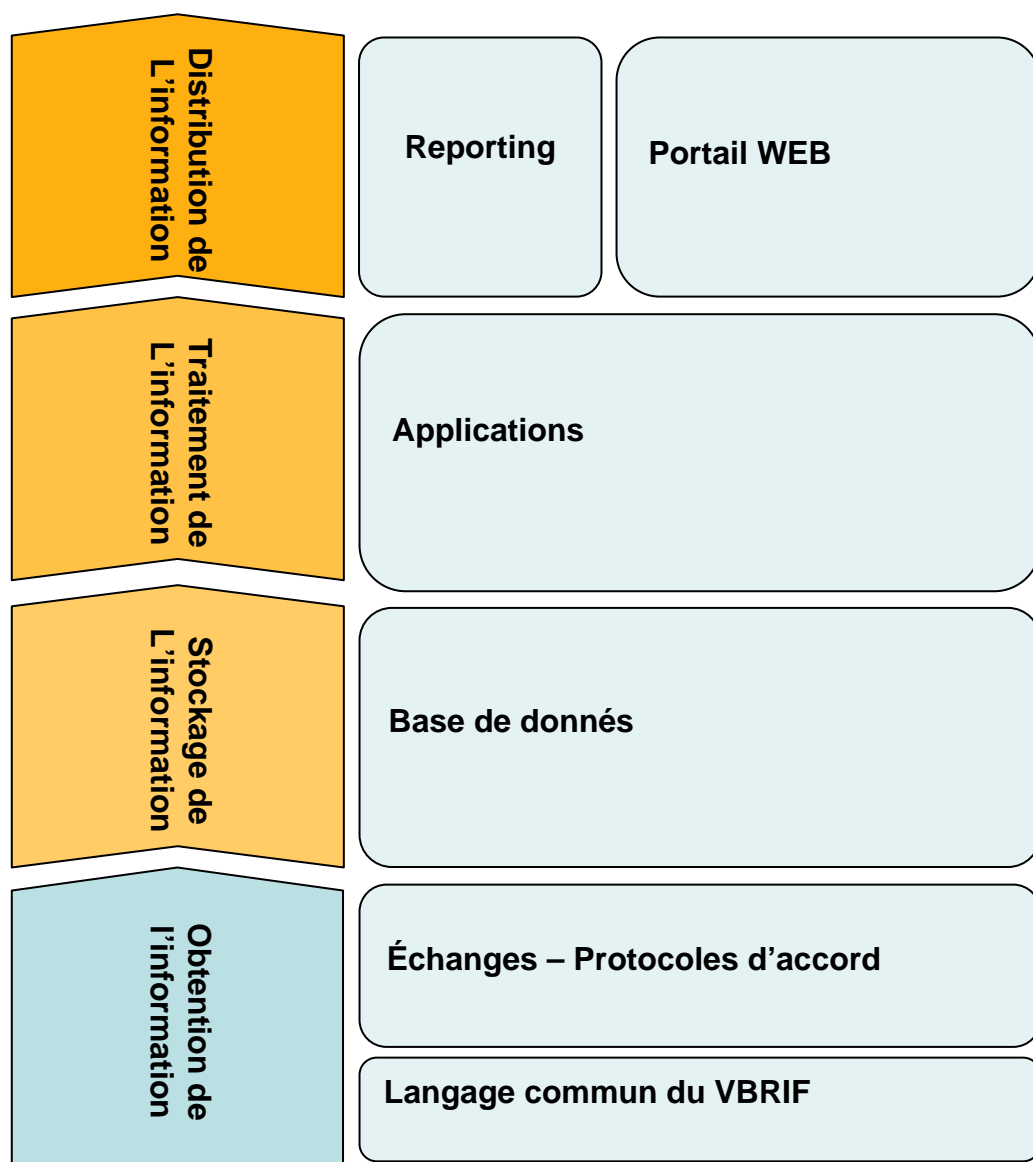 Distribution de
L'information
Reporting
Portail WEB
Traitement de
L'information
Applications
Stockage de
L'information
Base de donnés
Obtention de
l'information
Échanges – Protocoles d'accord
Langage commun du VBRIF